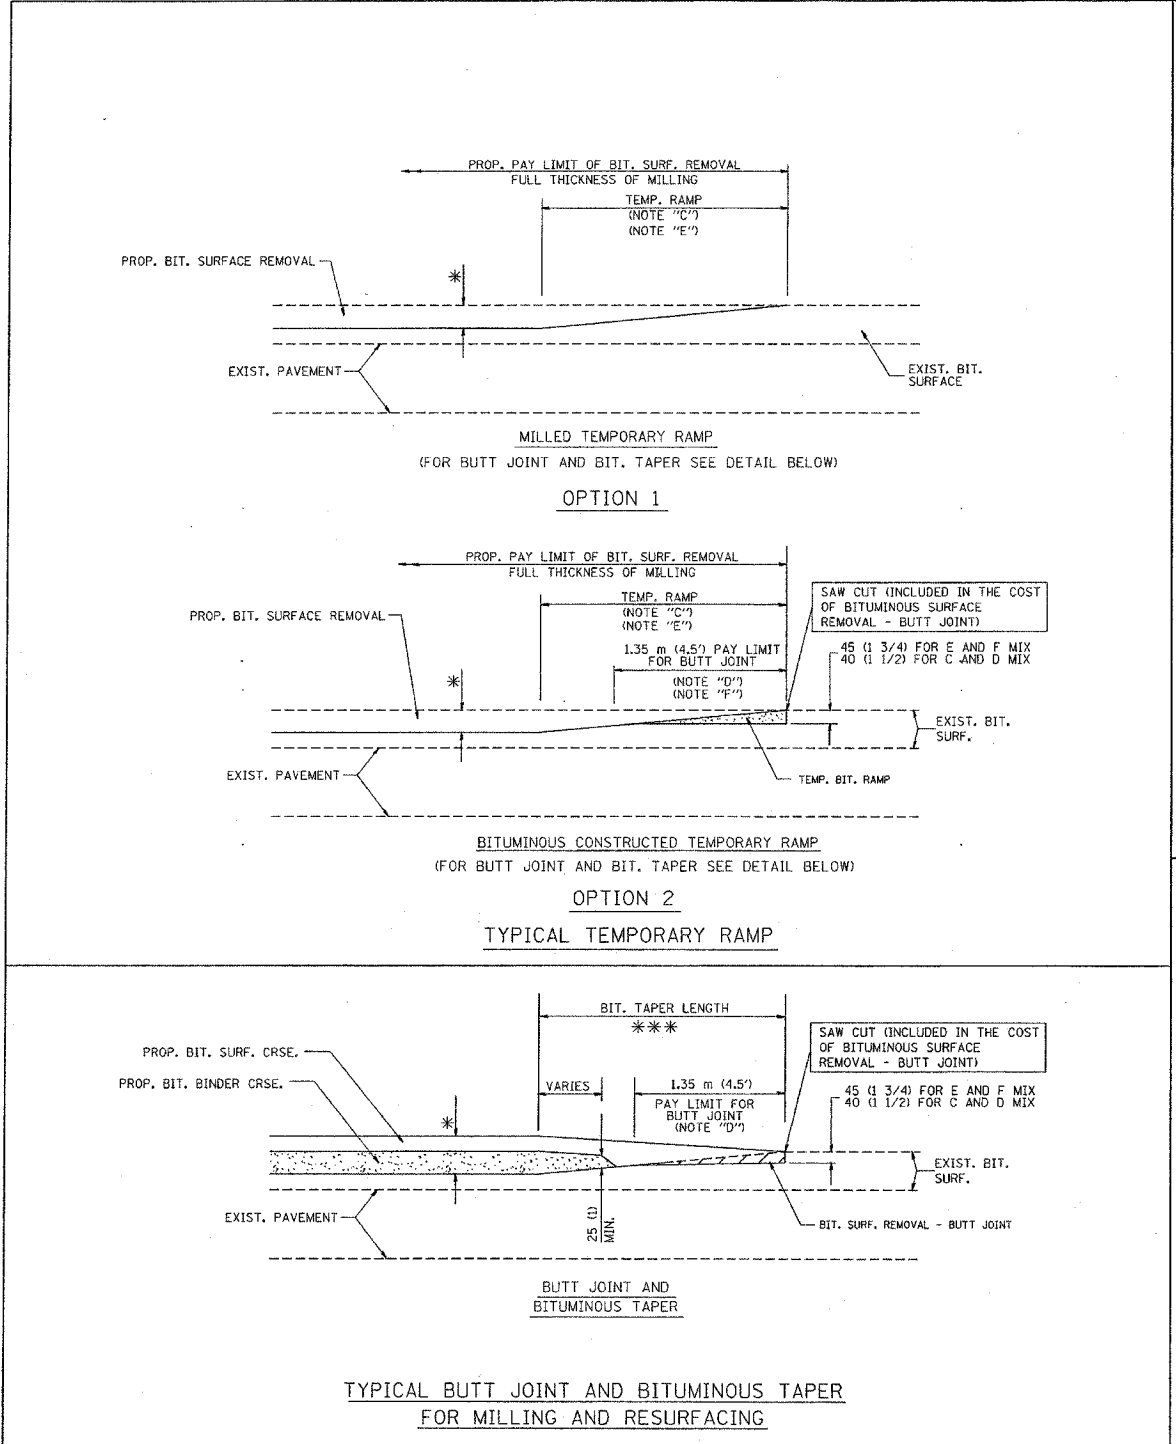 PROP. PAY LIMIT OF BIT. SURF. REMOVAL
FULL THICKNESS OF MILLING
TEMP. RAMP
(NOTE "C")
(NOTE "E")
PROP. BIT. SURFACE REMOVAL
*
EXIST. PAVEMENT
EXIST. BIT.
SURFACE
MILLED TEMPORARY RAMP
(FOR BUTT JOINT AND BIT. TAPER SEE DETAIL BELOW)
OPTION 1
PROP. PAY LIMIT OF BIT. SURF. REMOVAL
FULL THICKNESS OF MILLING
TEMP. RAMP
(NOTE "C")
(NOTE "E")
SAW CUT (INCLUDED IN THE COST
OF BITUMINOUS SURFACE
REMOVAL - BUTT JOINT)
PROP. BIT. SURFACE REMOVAL
1.35 m (4.5') PAY LIMIT
FOR BUTT JOINT
(NOTE "D")
(NOTE "F")
45 (1 3/4) FOR E AND F MIX
40 (1 1/2) FOR C AND D MIX
*
EXIST. BIT.
SURF.
EXIST. PAVEMENT
TEMP. BIT. RAMP
BITUMINOUS CONSTRUCTED TEMPORARY RAMP
(FOR BUTT JOINT AND BIT. TAPER SEE DETAIL BELOW)
OPTION 2
TYPICAL TEMPORARY RAMP
BIT. TAPER LENGTH
***
SAW CUT (INCLUDED IN THE COST
OF BITUMINOUS SURFACE
REMOVAL - BUTT JOINT)
PROP. BIT. SURF. CRSE.
PROP. BIT. BINDER CRSE.
VARIES
1.35 m (4.5')
PAY LIMIT FOR
BUTT JOINT
(NOTE "D")
45 (1 3/4) FOR E AND F MIX
40 (1 1/2) FOR C AND D MIX
*
EXIST. BIT.
SURF.
EXIST. PAVEMENT
25 (1)
MIN.
BIT. SURF. REMOVAL - BUTT JOINT
BUTT JOINT AND
BITUMINOUS TAPER
TYPICAL BUTT JOINT AND BITUMINOUS TAPER
FOR MILLING AND RESURFACING